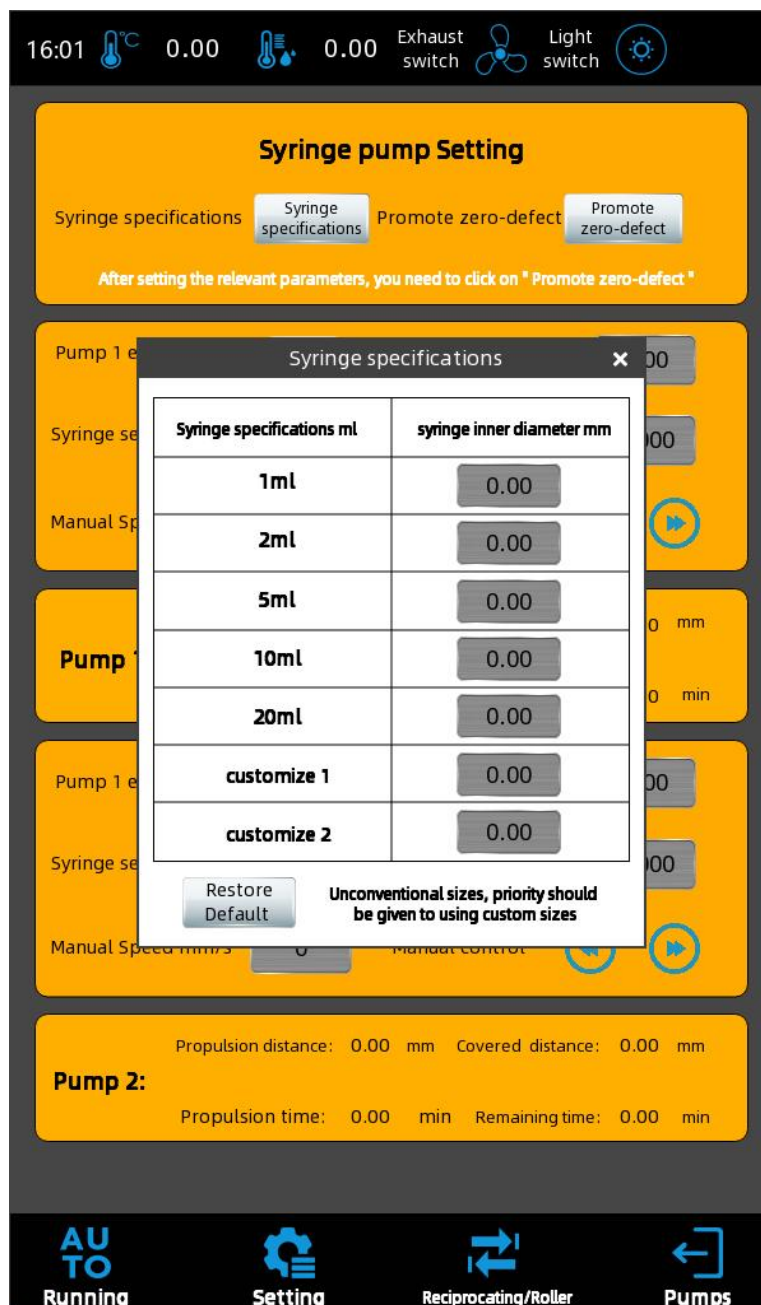 16:01 °C 0.00 0.00 Exhaust switch Light switch
Syringe pump Setting
Syringe specifications Syringe specifications Promote zero-defect Promote zero-defect
After setting the relevant parameters, you need to click on " Promote zero-defect "
Pump 1 e 00
Syringe specifications ×
Syringe se 000
Syringe specifications ml syringe inner diameter mm
1ml 0.00
Manual Sp
2ml 0.00
5ml 0.00
0 mm
Pump 1
10ml 0.00
0 min
20ml 0.00
Pump 1 e 00
customize 1 0.00
customize 2 0.00
Syringe se 000
Restore Default
Unconventional sizes, priority should
be given to using custom sizes
Manual Speed mm/s 0 Manual control
Propulsion distance: 0.00 mm Covered distance: 0.00 mm
Pump 2:
Propulsion time: 0.00 min Remaining time: 0.00 min
AUTO
Running Setting Reciprocating/Roller Pumps